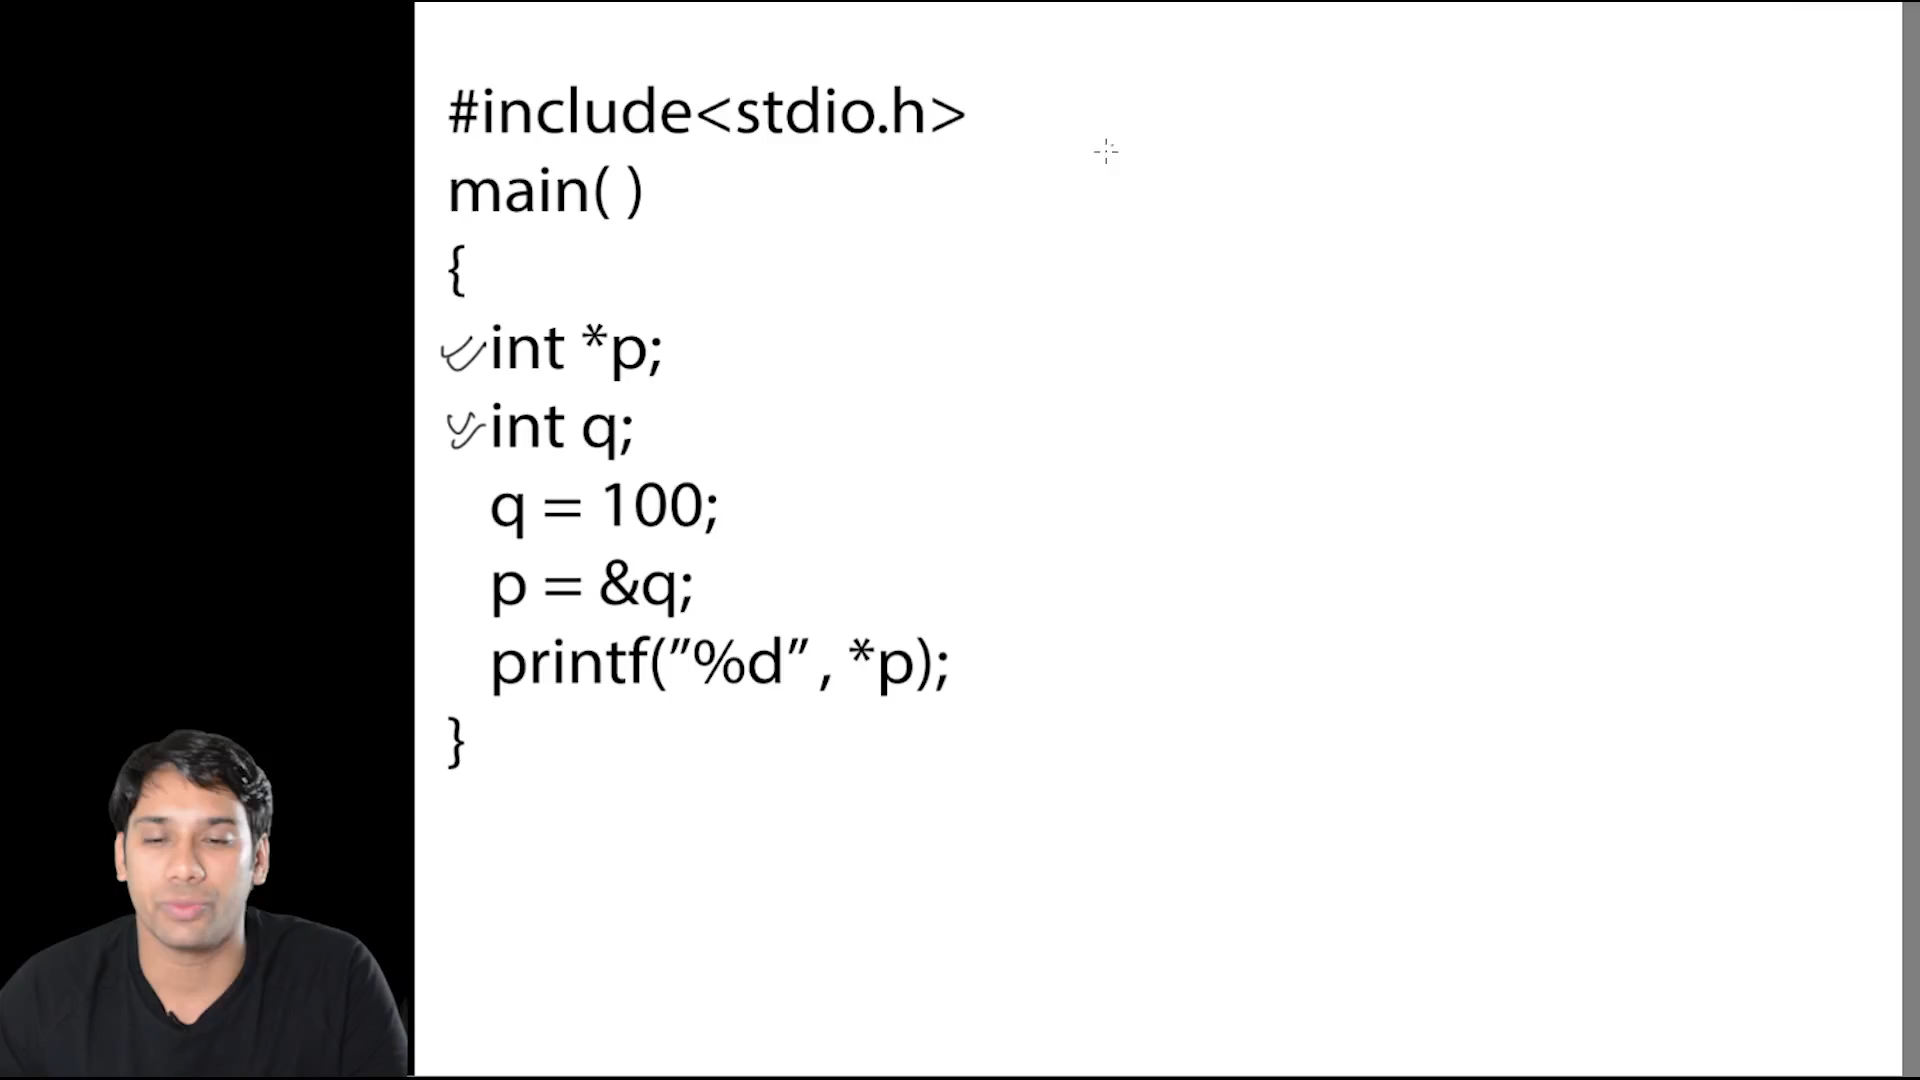 #include<stdio.h>
main( )
{
int *p;
int q;
q = 100;
p = &q;
printf(”%d” , *p);
}